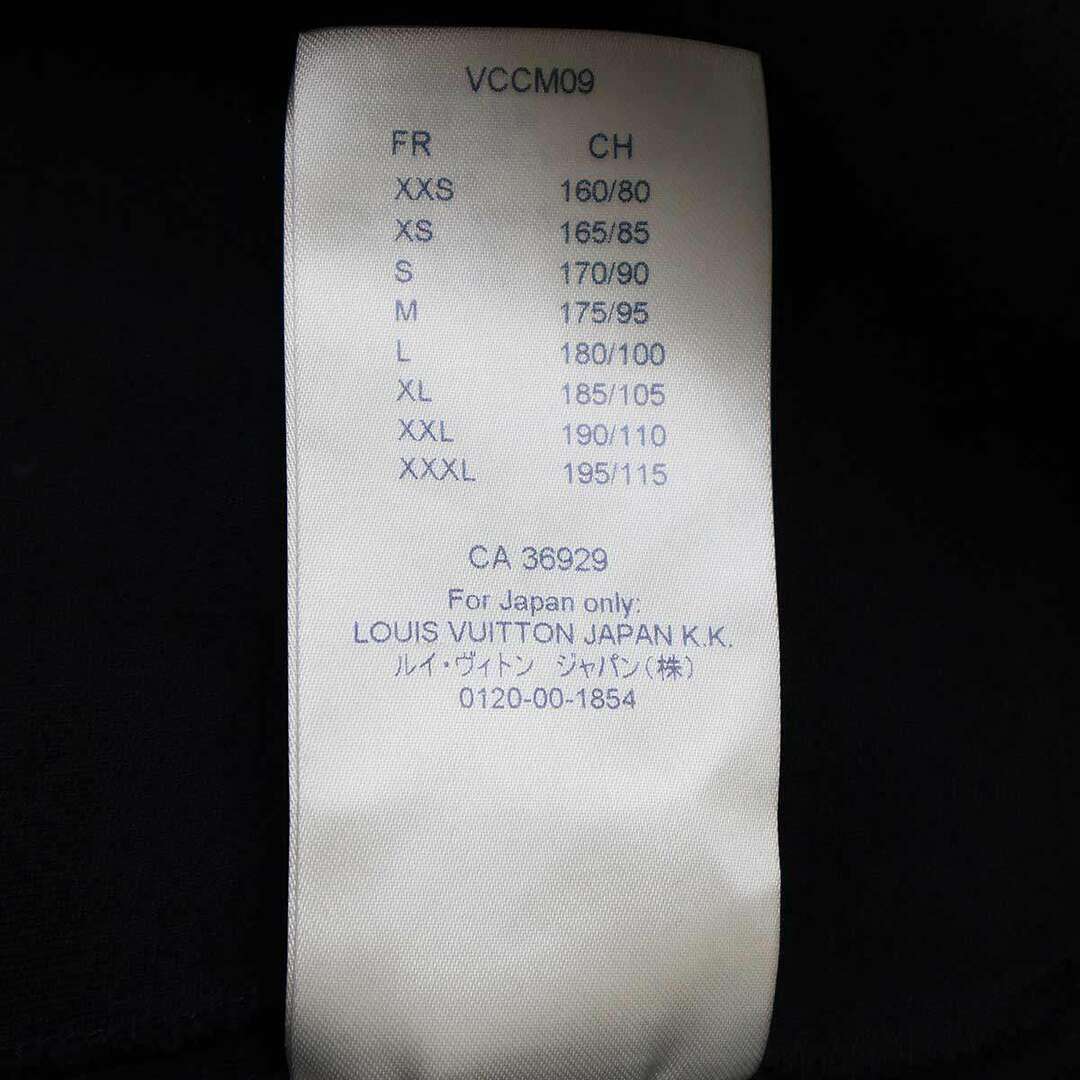 VCCM09
FR CH
XXS 160/80
XS 165/85
S 170/90
M 175/95
L 180/100
XL 185/105
XXL 190/110
XXXL 195/115
CA 36929
For Japan only:
LOUIS VUITTON JAPAN K.K.
ルイ・ヴィトン　ジャパン(株)
0120-00-1854